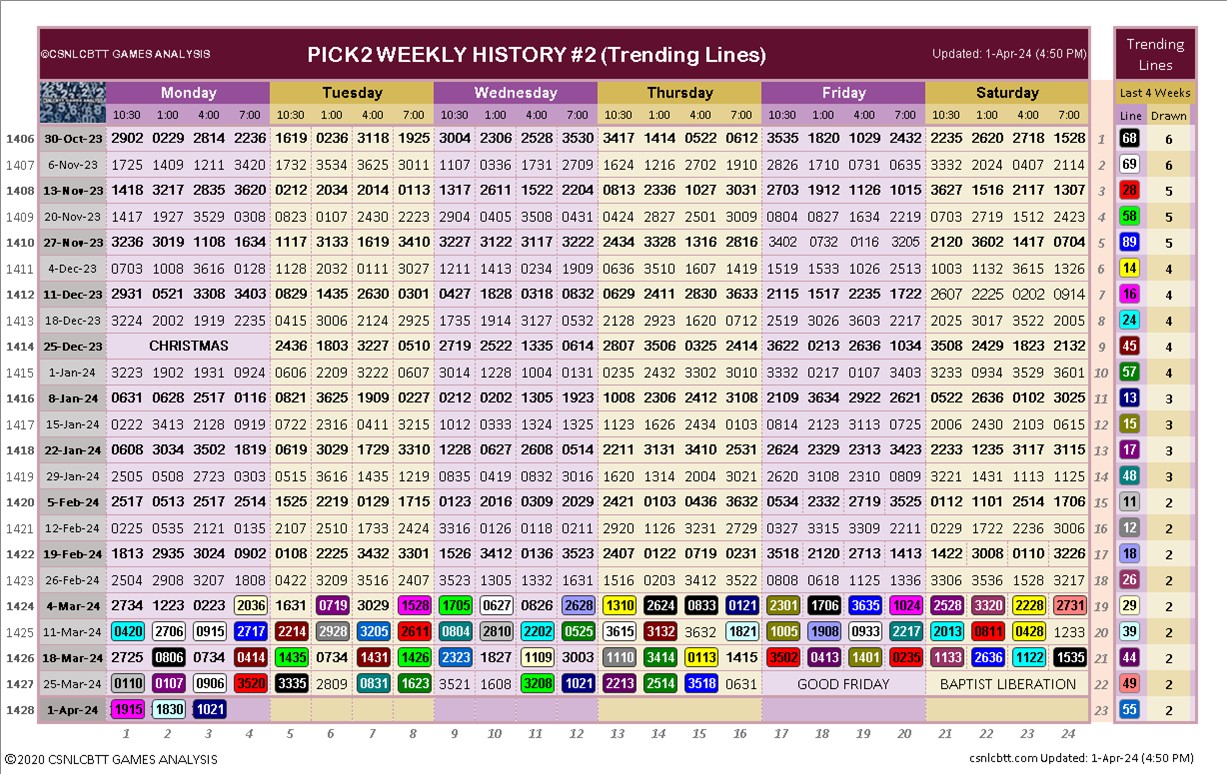 ©CSNLCBTT GAMES ANALYSIS PICK2 WEEKLY HISTORY #2 (Trending Lines) Updated: 1-Apr-24 (4:50 PM) Trending Lines
Monday Tuesday Wednesday Thursday Friday Saturday Last 4 Weeks
10:30 1:00 4:00 7:00 10:30 1:00 4:00 8:00 10:30 1:00 4:00 7:00 10:30 1:00 4:00 7:00 10:30 1:00 4:00 7:00 10:30 1:00 4:00 7:00 Line Drawn
1406 30-Oct-23 2902 0229 2814 2236 1619 0236 3118 1925 3004 2306 2528 3530 3417 1414 0522 0612 3535 1820 1029 2432 2235 2620 2718 1528 1 68 6
1407 6-Nov-23 1725 1409 1211 3420 1732 3534 3625 3011 1107 0336 1731 2709 1624 1216 2702 1910 2826 1710 0131 0635 3332 2024 0407 2114 2 69 6
1408 13-Nov-23 1418 3217 2835 3620 0212 2034 2014 0113 1317 2611 1522 2204 0813 2336 1027 3031 2703 1912 1126 1015 3627 1516 2117 1307 3 28 5
1409 20-Nov-23 1417 1927 3529 0308 0823 0107 2430 2223 2904 0405 3508 0431 0424 2827 2501 3009 0804 0827 1634 2219 0703 2719 1512 2423 4 58 5
1410 27-Nov-23 3236 3019 1108 1634 1117 3133 1619 3410 3227 3122 3117 3222 2434 3328 1316 2816 3402 0732 0116 3205 2120 3602 1417 0704 5 89 5
1411 4-Dec-23 0703 1008 3616 0128 1128 2032 0111 3027 1211 1413 0234 1909 0636 3510 1607 1419 1519 1533 1026 2513 1003 1132 3615 1326 6 14 4
1412 11-Dec-23 2931 0521 3308 3403 0829 1435 2630 0301 0427 1828 0318 0832 0629 2411 2830 3633 2115 1517 2235 1722 2607 2225 0202 0914 7 16 4
1413 18-Dec-23 3224 2002 1919 2235 0415 3006 2124 2923 1735 1914 3127 0532 2128 2923 1620 0712 2519 3026 3603 2217 2025 3017 3522 2005 8 24 4
1414 25-Dec-23 CHRISTMAS 2436 1803 3227 0510 2719 2522 1335 0614 2807 3506 0325 2414 3622 0213 2636 1034 3508 2429 1823 2132 9 45 4
1415 1-Jan-24 3223 1902 1931 0924 0606 2209 3222 0607 3014 1228 1004 0131 0235 2432 3302 3010 3332 0217 0107 3403 3233 0934 3529 3601 10 57 4
1416 8-Jan-24 0631 0628 2517 0116 0821 3625 1909 0227 0212 0202 1305 1923 1008 2306 2412 3108 2109 3634 2922 2621 0522 2636 0102 3025 11 13 3
1417 15-Jan-24 0222 3413 2128 0919 0722 2316 0411 3215 1012 0333 1324 1325 1123 1626 2434 0103 0814 2123 3113 0725 2006 2430 2103 0615 12 15 3
1418 22-Jan-24 0608 3034 3502 1819 0619 3029 1729 3310 1228 0627 2608 0514 2211 3131 3410 2531 2624 2329 2313 3423 2233 1235 3117 3115 13 17 3
1419 29-Jan-24 2505 0508 2723 0303 0515 3616 1435 1210 0835 0419 0832 3016 1620 1314 2004 3021 2620 3108 2310 0809 3221 1431 1113 1125 14 48 3
1420 5-Feb-24 2517 0513 2517 2514 1525 2219 0129 1715 0123 2016 0309 2029 2421 0103 0436 3632 0534 2332 2719 3525 0112 1101 2514 1706 15 11 2
1421 12-Feb-24 0225 0535 2121 0135 2107 2510 1733 2424 3316 0126 0118 0211 2920 1126 3231 2729 0327 3315 3309 2211 0229 1722 2236 3006 16 12 2
1422 19-Feb-24 1813 2935 3024 0902 0108 2225 3432 3301 1526 3412 0136 3523 2407 0122 0719 0231 3518 2120 2713 1413 1422 3008 0110 3226 17 18 2
1423 26-Feb-24 2504 2908 3207 1808 0422 3209 3516 2407 3523 1305 1332 1631 1516 0203 3412 3522 0808 0618 1125 1336 3306 3536 1528 3217 18 26 2
1424 4-Mar-24 2734 1223 0223 2036 1631 0719 3029 1528 1705 0627 0826 2628 1310 2624 0833 0121 2301 1706 3635 1024 2528 3320 2228 2731 19 29 2
1425 11-Mar-24 0420 2706 0915 2717 2214 2928 3205 2611 0804 2810 2202 0525 3615 3132 3632 1821 1005 1908 0933 2217 2013 0811 0428 1233 20 39 2
1426 18-Mar-24 2725 0806 0734 0414 1435 0734 1431 1426 2323 1827 1109 3003 1110 3414 0113 1415 3502 0413 1401 0235 1133 2636 1122 1535 21 44 2
1427 25-Mar-24 0110 0107 0906 3520 3335 2809 0831 1623 3521 1608 3208 1021 2213 2514 3518 0631 GOOD FRIDAY BAPTIST LIBERATION 22 49 2
1428 1-Apr-24 1915 1830 1021 23 55 2
1 2 3 4 5 6 7 8 9 10 11 12 13 14 15 16 17 18 19 20 21 22 23 24
©2020 CSNLCBTT GAMES ANALYSIS csnlcbtt.com Updated: 1-Apr-24 (4:50 PM)